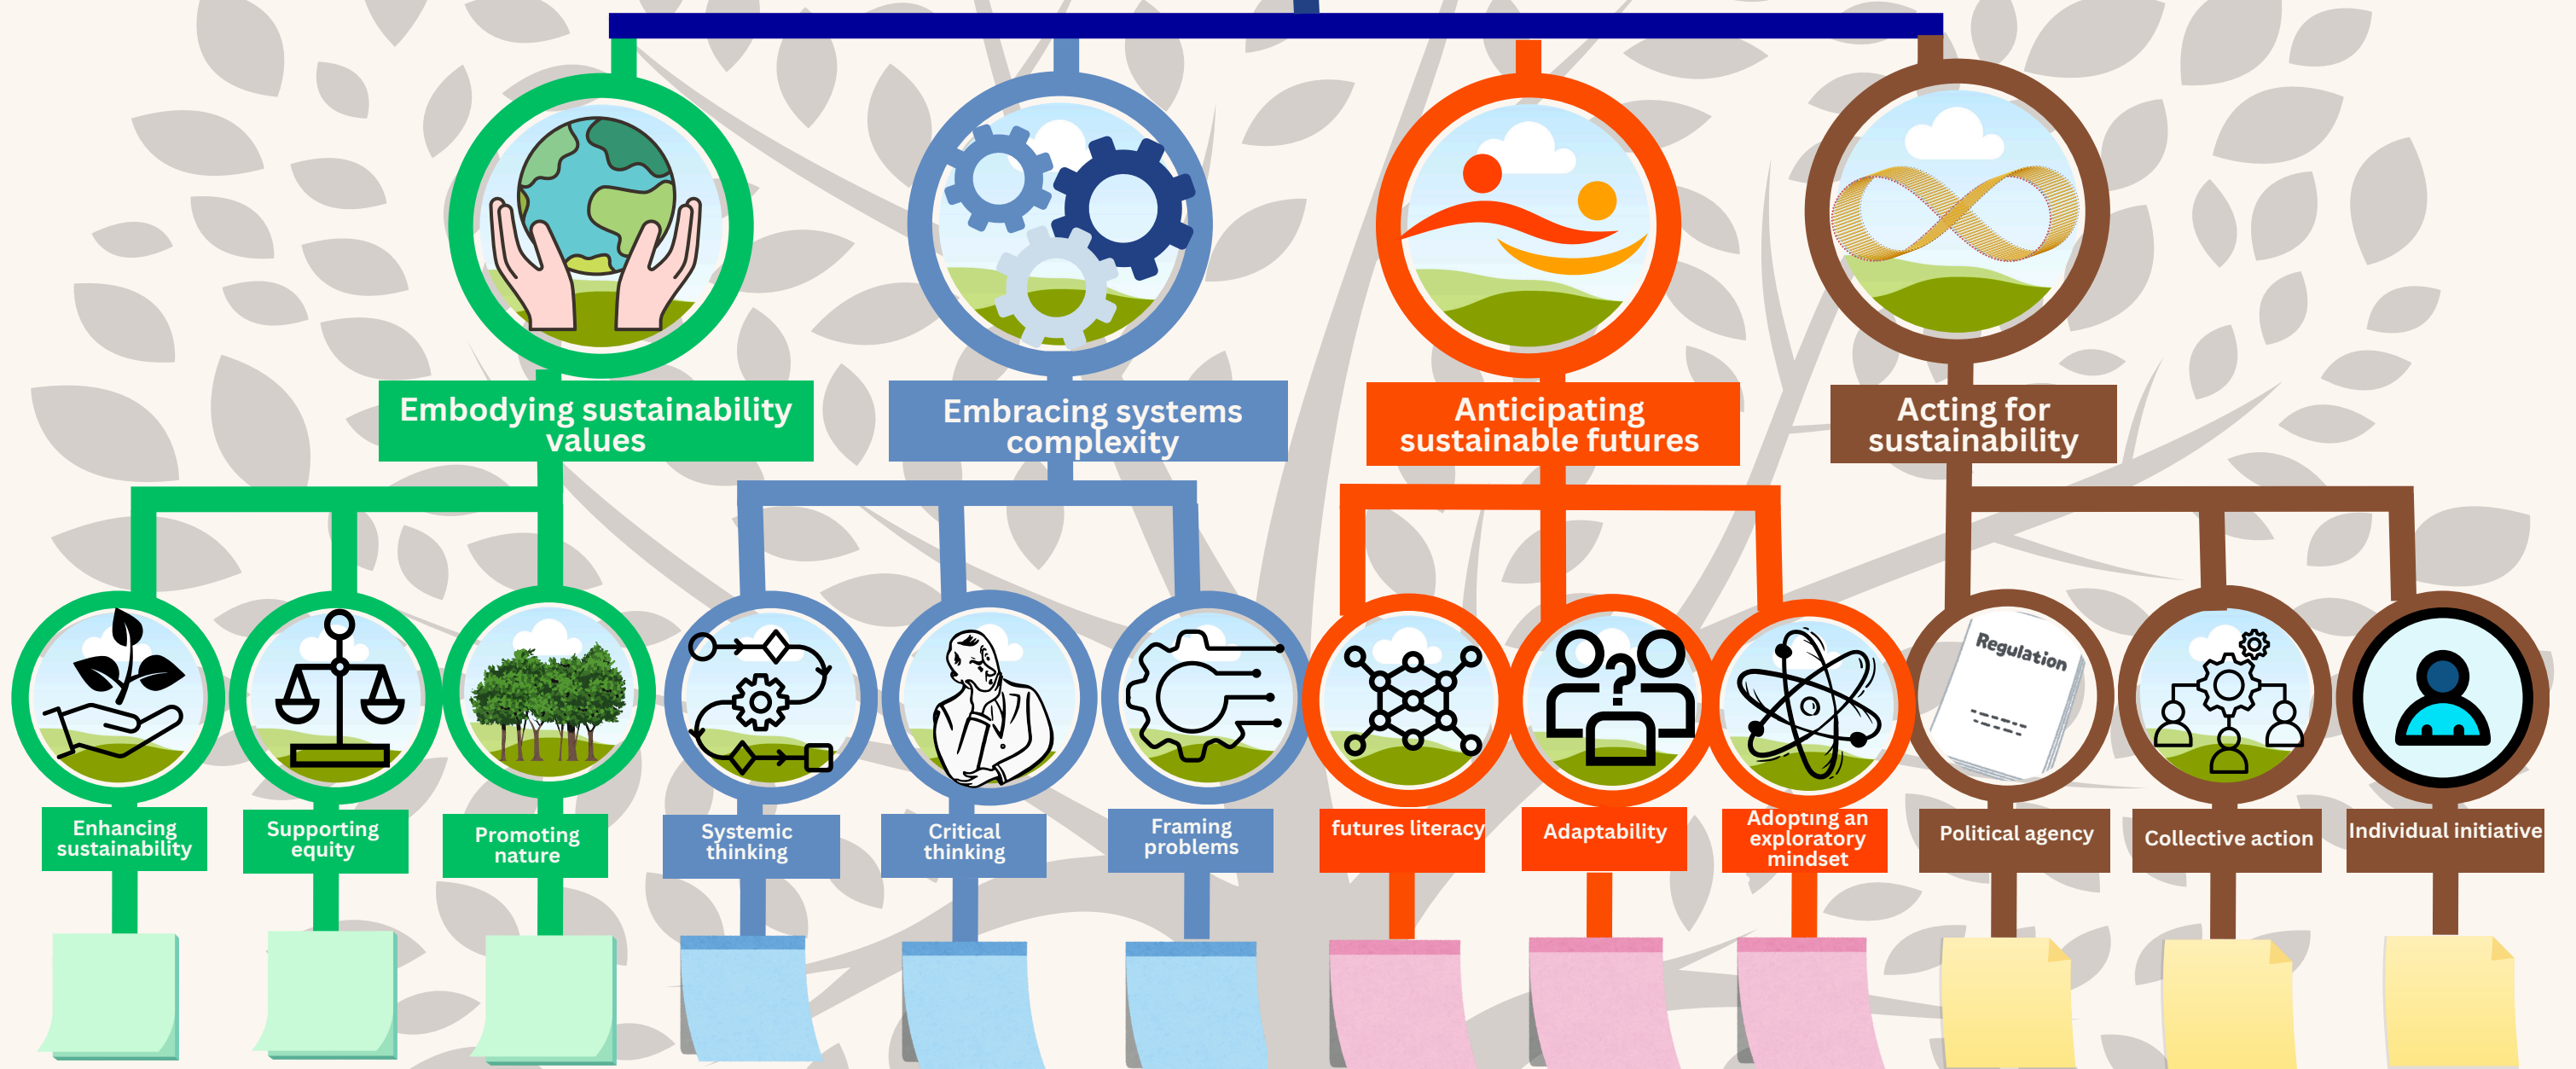 Embodying sustainability
values
Embracing systems
complexity
Anticipating
sustainable futures
Acting for
sustainability
Regulation
Enhancing
sustainability
Supporting
equity
Promoting
nature
Systemic
thinking
Critical
thinking
Framing
problems
futures literacy
Adaptability
Adopting an
exploratory
mindset
Political agency
Collective action
Individual initiative